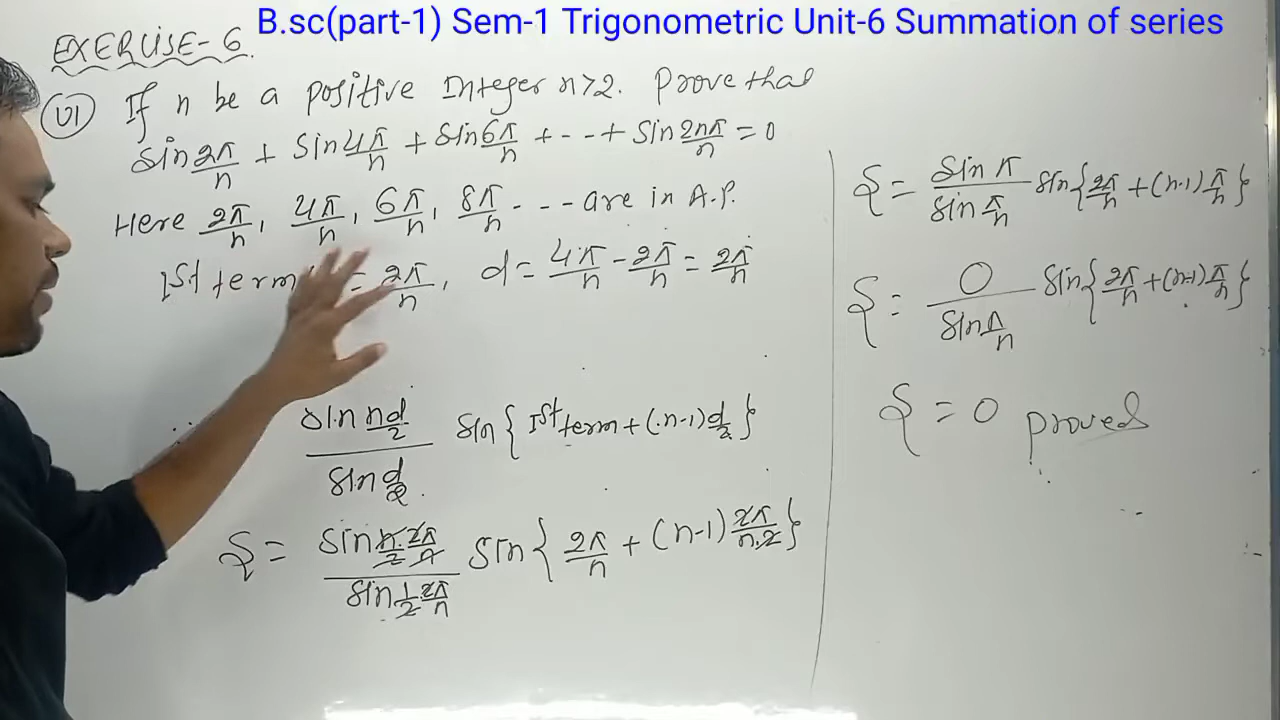 B.sc(part-1) Sem-1 Trigonometric Unit-6 Summation of series
EXERCISE-6
If n be a positive Integer n>2. Prove that
sin 2π/n + sin 4π/n + sin 6π/n + --- + sin 2nπ/n = 0
Here 2π/n, 4π/n, 6π/n, 8π/n --- are in A.P.
Ist term = 2π/n, d = 4π/n - 2π/n = 2π/n
sin nd/2 / sin d/2 sin{Ist term + (n-1)d/2}
S = sin n/2 · 2π/n / sin 1/2 · 2π/n sin{2π/n + (n-1) 2π/n.2}
S = sin π / sin π/n sin{2π/n + (n-1) π/n}
S = 0 / sin π/n sin{2π/n + (n-1) π/n}
S = 0 proved